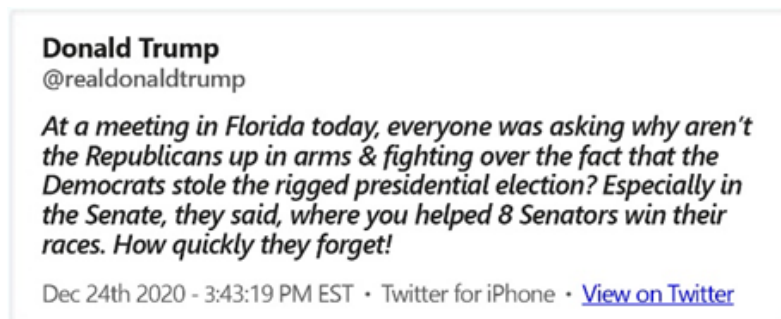 Donald Trump
@realdonaldtrump
At a meeting in Florida today, everyone was asking why aren't
the Republicans up in arms & fighting over the fact that the
Democrats stole the rigged presidential election? Especially in
the Senate, they said, where you helped 8 Senators win their
races. How quickly they forget!
Dec 24th 2020 - 3:43:19 PM EST • Twitter for iPhone • View on Twitter